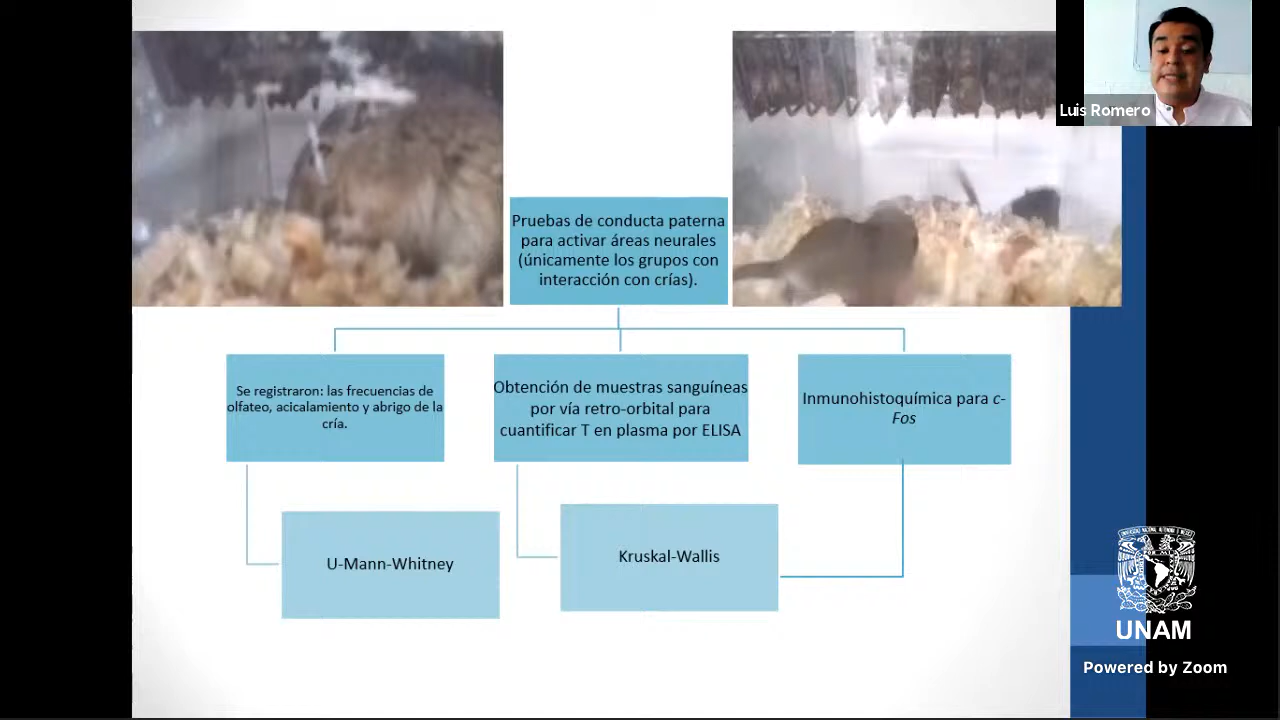 Luis Romero
Pruebas de conducta paterna
para activar áreas neurales
(únicamente los grupos con
interacción con crías).
Se registraron: las frecuencias de
olfateo, acicalamiento y abrigo de la
cría.
Obtención de muestras sanguíneas
por vía retro-orbital para
cuantificar T en plasma por ELISA
Inmunohistoquímica para c-
Fos
U-Mann-Whitney
Kruskal-Wallis
UNAM
Powered by Zoom